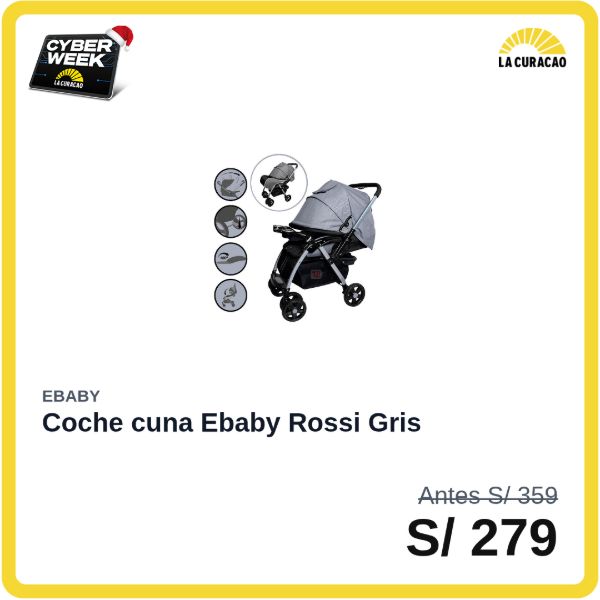 CYBER
WEEK
LA CURACAO
LA CURACAO
EBABY
Coche cuna Ebaby Rossi Gris
Antes S/ 359
S/ 279